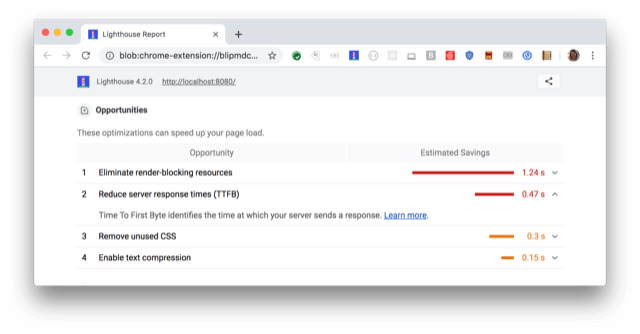 Lighthouse Report
blob:chrome-extension://blipmdc...
Lighthouse 4.2.0 http://localhost:8080/
Opportunities
These optimizations can speed up your page load.
Opportunity Estimated Savings
1 Eliminate render-blocking resources 1.24 s
2 Reduce server response times (TTFB) 0.47 s
Time To First Byte identifies the time at which your server sends a response. Learn more.
3 Remove unused CSS 0.3 s
4 Enable text compression 0.15 s